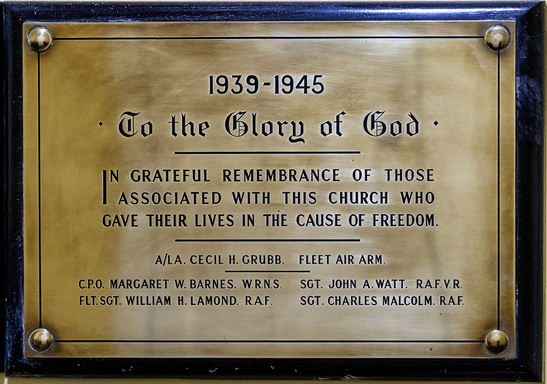 1939-1945
· To the Glory of God ·
IN GRATEFUL REMEMBRANCE OF THOSE
ASSOCIATED WITH THIS CHURCH WHO
GAVE THEIR LIVES IN THE CAUSE OF FREEDOM.
A/LA. CECIL H. GRUBB. FLEET AIR ARM.
C.P.O. MARGARET W. BARNES. W.R.N.S. SGT. JOHN A. WATT. R.A.F.V.R.
FLT. SGT. WILLIAM H. LAMOND. R.A.F. SGT. CHARLES MALCOLM. R.A.F.